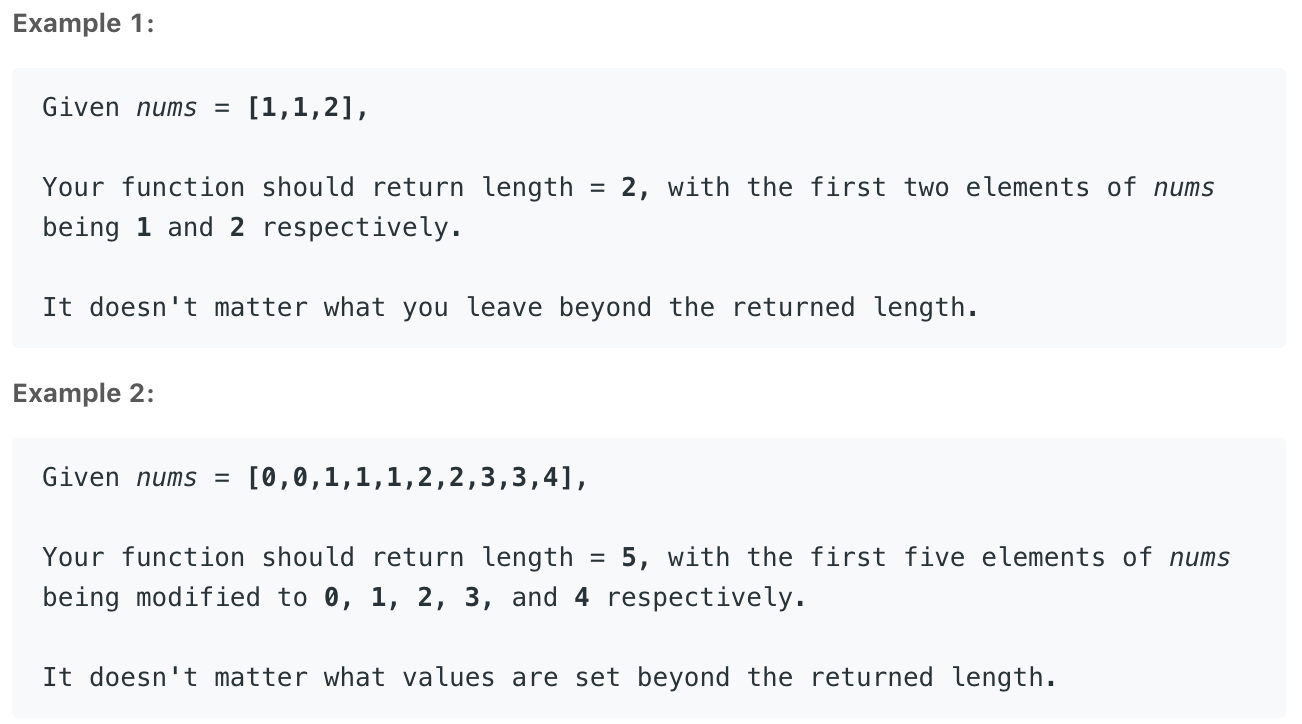 Example 1:
Given nums = [1,1,2],
Your function should return length = 2, with the first two elements of nums
being 1 and 2 respectively.
It doesn't matter what you leave beyond the returned length.
Example 2:
Given nums = [0,0,1,1,1,2,2,3,3,4],
Your function should return length = 5, with the first five elements of nums
being modified to 0, 1, 2, 3, and 4 respectively.
It doesn't matter what values are set beyond the returned length.